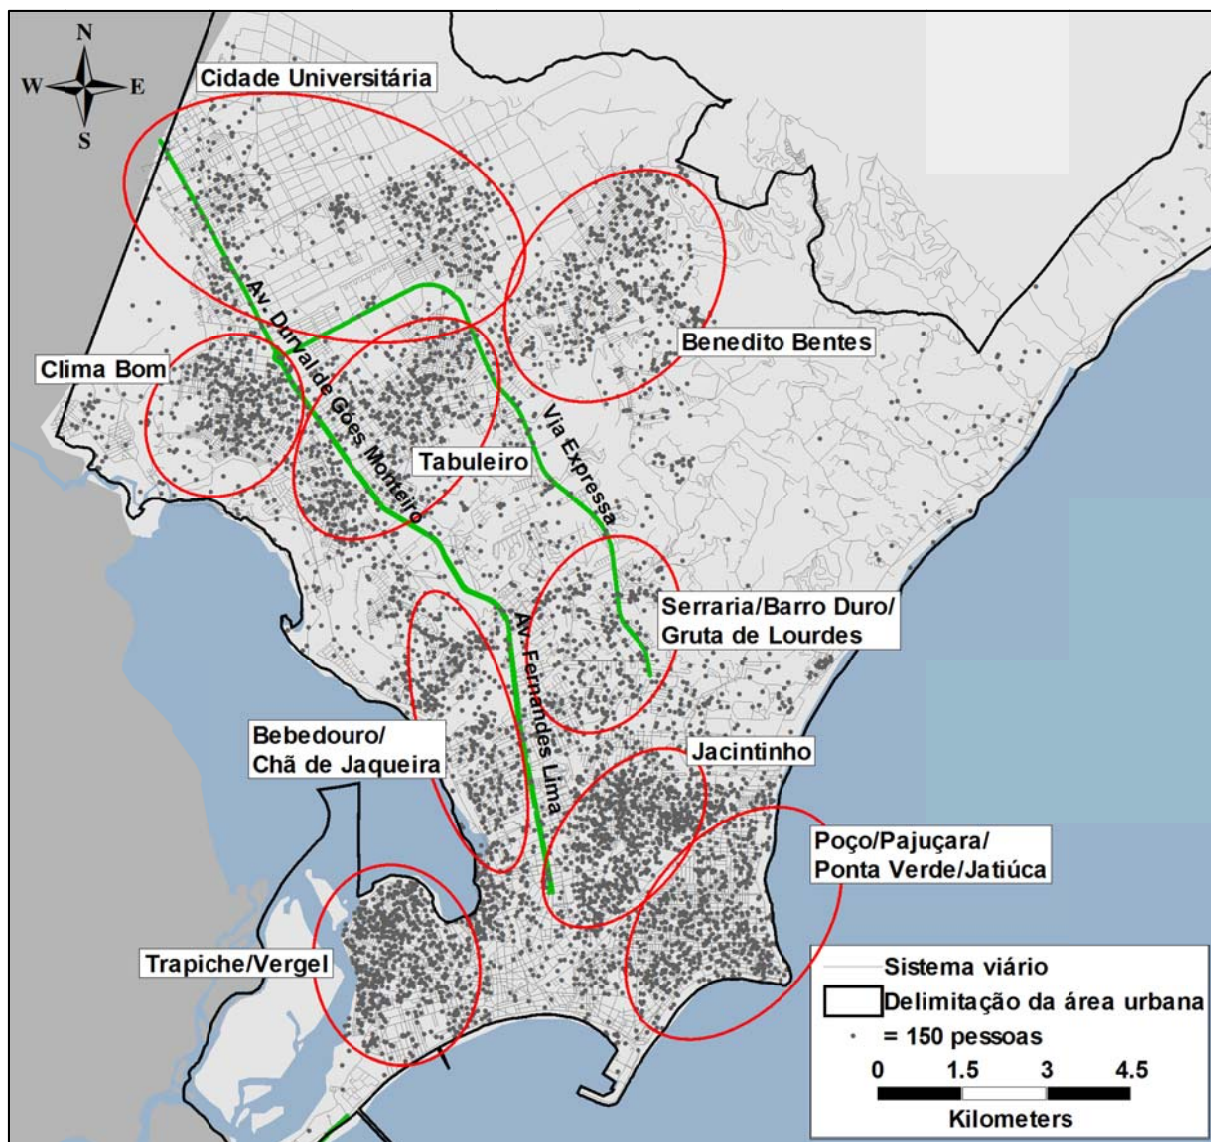 N
W E
S
Cidade Universitária
Av. Durval de Góes Monteiro
Benedito Bentes
Clima Bom
Via Expressa
Tabuleiro
Serraria/Barro Duro/
Gruta de Lourdes
Av. Fernandes Lima
Bebedouro/
Chã de Jaqueira
Jacintinho
Poço/Pajuçara/
Ponta Verde/Jatiúca
Trapiche/Vergel
Sistema viário
Delimitação da área urbana
= 150 pessoas
0 1.5 3 4.5
Kilometers